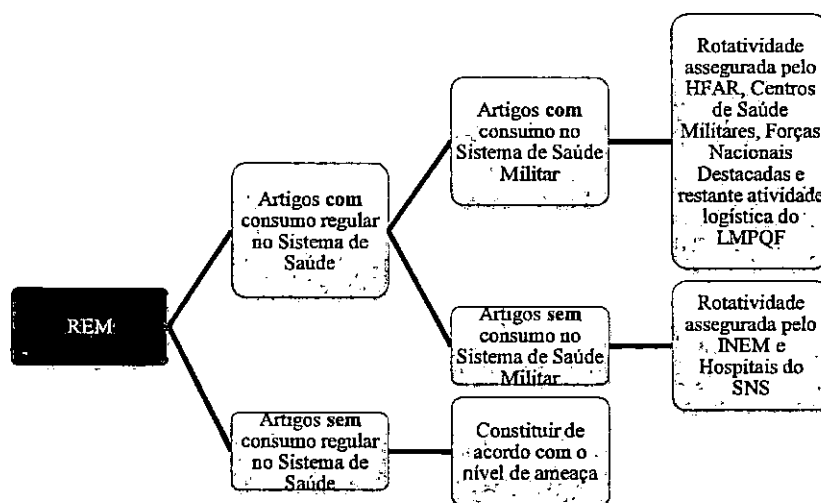 REM
Artigos com
consumo regular
no Sistema de
Saúde
Artigos com
consumo no
Sistema de Saúde
Militar
Rotatividade
assegurada pelo
HFAR, Centros
de Saúde
Militares, Forças
Nacionais
Destacadas e
restante atividade
logística do
LMPQF
Artigos sem
consumo no
Sistema de Saúde
Militar
Rotatividade
assegurada pelo
INEM e
Hospitais do
SNS
Artigos sem
consumo regular
no Sistema de
Saúde
Constituir de
acordo com o
nível de ameaça